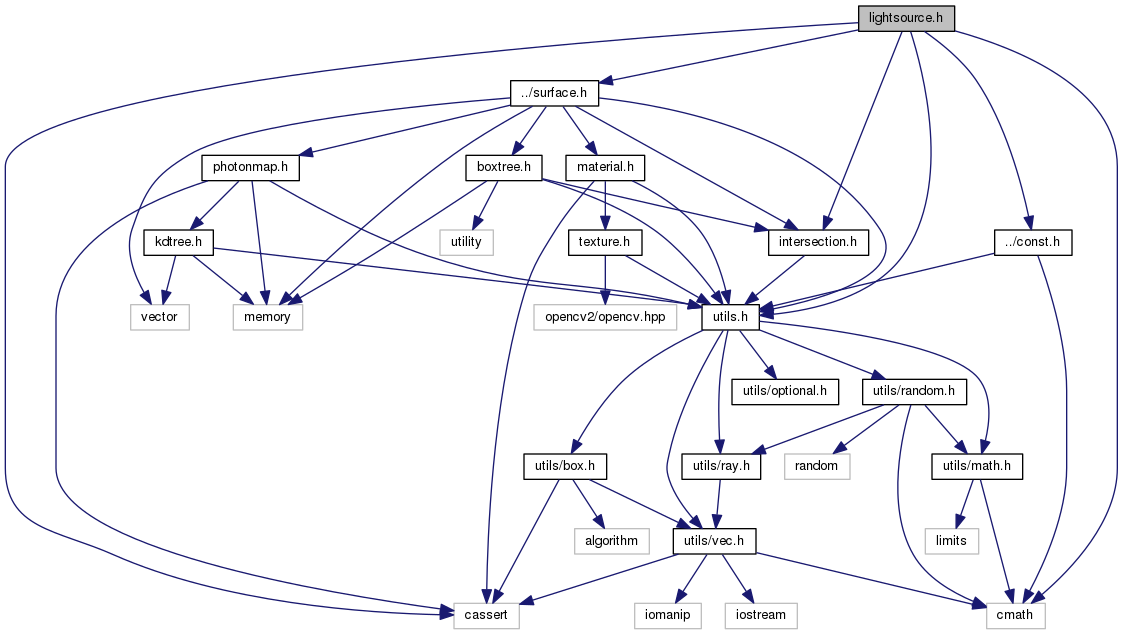 lightsource.h
../surface.h
photonmap.h
boxtree.h
material.h
kdtree.h
utility
texture.h
intersection.h
../const.h
vector
memory
opencv2/opencv.hpp
utils.h
utils/optional.h
utils/random.h
utils/box.h
utils/ray.h
random
utils/math.h
algorithm
utils/vec.h
limits
cassert
iomanip
iostream
cmath